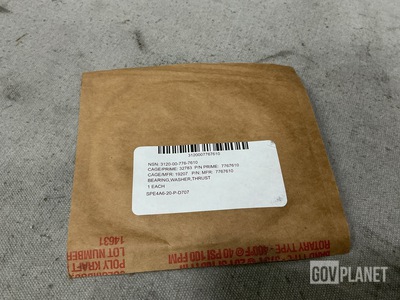 3120007767610
NSN: 3120-00-776-7610
CAGE/PRIME: 32783 P/N PRIME: 7767610
CAGE/MFR: 19207 P/N: MFR: 7767610
BEARING,WASHER,THRUST
1 EACH
SPE4A6-20-P-D707
POLY KRAFT
LOT NUMBER
14631
ROTARY TYPE - 400°F @ 40 PSI 100 FPM
GOVPLANET